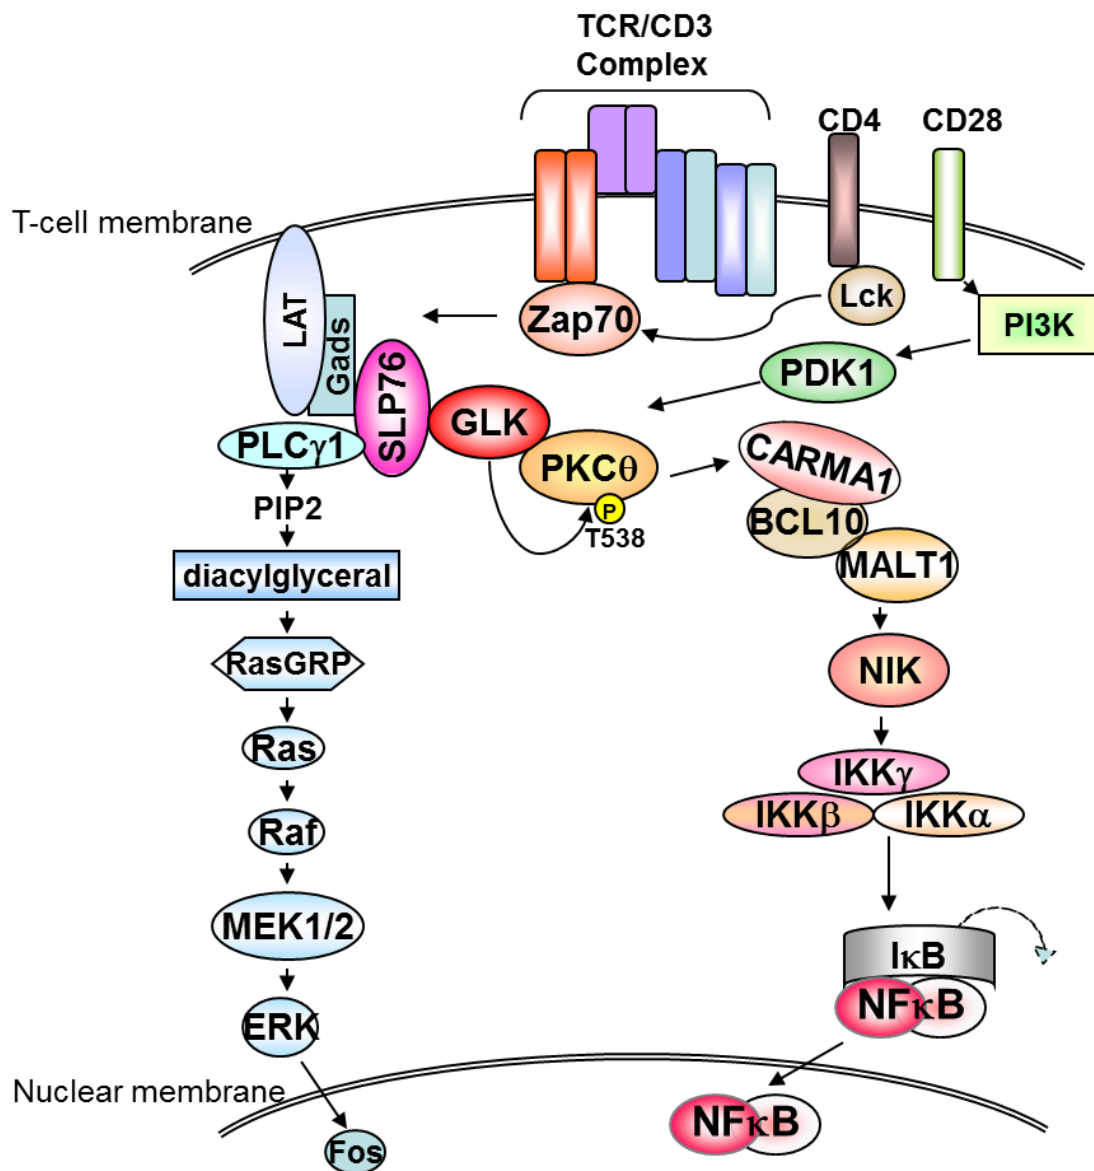 TCR/CD3
Complex
CD4
CD28
T-cell membrane
LAT
Gads
SLP76
Zap70
Lck
PI3K
PDK1
GLK
PLCγ1
PKCθ
P
T538
CARMA1
BCL10
MALT1
PIP2
diacylglyceral
RasGRP
NIK
Ras
IKKγ
IKKβ
IKKα
Raf
MEK1/2
IκB
NFκB
ERK
Nuclear membrane
NFκB
Fos